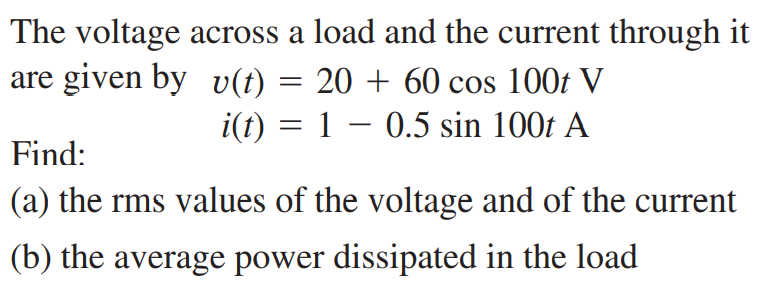 The voltage across a load and the current through it
are given by v(t) = 20 + 60 cos 100t V
i(t) = 1 − 0.5 sin 100t A
Find:
(a) the rms values of the voltage and of the current
(b) the average power dissipated in the load